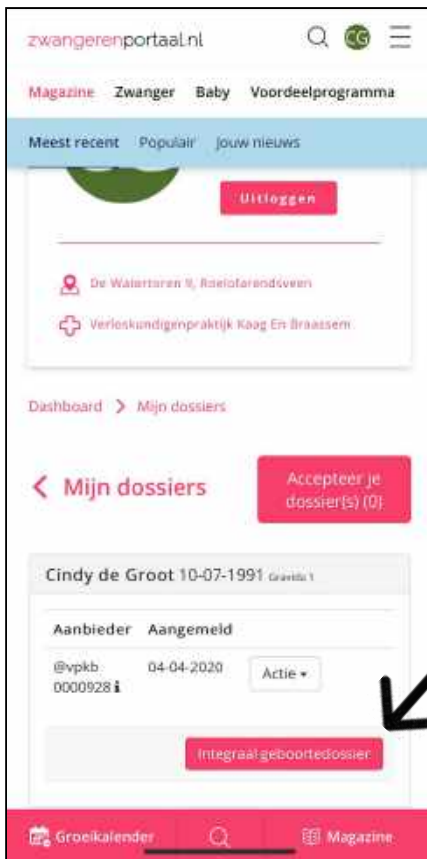 zwangerenportaal.nl CG
Magazine Zwanger Baby Voordeelprogramma
Meest recent Populair Jouw nieuws
Uitloggen
De Watertoren 9, Roelofarendsveen
Verloskundigenpraktijk Kaag En Braassem
Dashboard > Mijn dossiers
Mijn dossiers
Accepteer je
dossier(s) (0)
Cindy de Groot 10-07-1991 Gravida 1
Aanbieder Aangemeld
@vpkb 04-04-2020 Actie
0000928 i
Integraal geboortedossier
Groeikalender Magazine